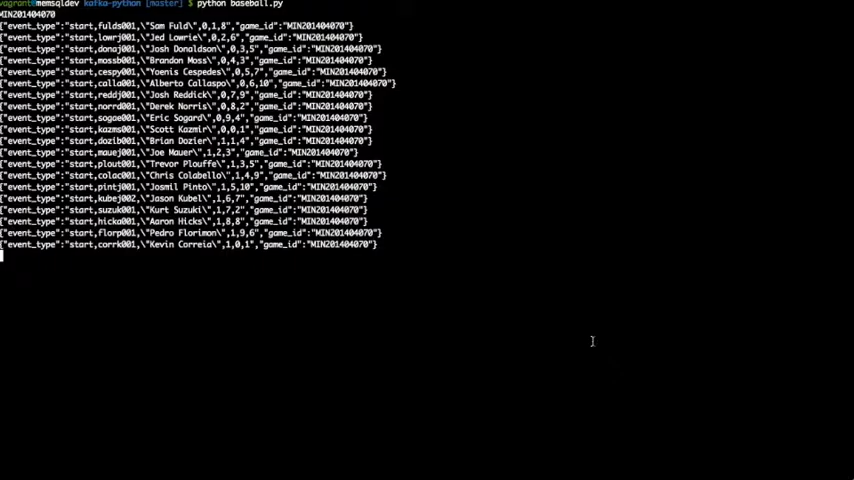 vagrant@memsqldev kafka-python [master] $ python baseball.py
MIN201404070
{"event_type":"start,fulds001,\"Sam Fuld\",0,1,8","game_id":"MIN201404070"}
{"event_type":"start,lowrj001,\"Jed Lowrie\",0,2,6","game_id":"MIN201404070"}
{"event_type":"start,donaj001,\"Josh Donaldson\",0,3,5","game_id":"MIN201404070"}
{"event_type":"start,mossb001,\"Brandon Moss\",0,4,3","game_id":"MIN201404070"}
{"event_type":"start,cespy001,\"Yoenis Cespedes\",0,5,7","game_id":"MIN201404070"}
{"event_type":"start,calla001,\"Alberto Callaspo\",0,6,10","game_id":"MIN201404070"}
{"event_type":"start,reddj001,\"Josh Reddick\",0,7,9","game_id":"MIN201404070"}
{"event_type":"start,norrd001,\"Derek Norris\",0,8,2","game_id":"MIN201404070"}
{"event_type":"start,sogae001,\"Eric Sogard\",0,9,4","game_id":"MIN201404070"}
{"event_type":"start,kazms001,\"Scott Kazmir\",0,0,1","game_id":"MIN201404070"}
{"event_type":"start,dozib001,\"Brian Dozier\",1,1,4","game_id":"MIN201404070"}
{"event_type":"start,mauej001,\"Joe Mauer\",1,2,3","game_id":"MIN201404070"}
{"event_type":"start,plout001,\"Trevor Plouffe\",1,3,5","game_id":"MIN201404070"}
{"event_type":"start,colac001,\"Chris Colabello\",1,4,9","game_id":"MIN201404070"}
{"event_type":"start,pintj001,\"Josmil Pinto\",1,5,10","game_id":"MIN201404070"}
{"event_type":"start,kubej002,\"Jason Kubel\",1,6,7","game_id":"MIN201404070"}
{"event_type":"start,suzuk001,\"Kurt Suzuki\",1,7,2","game_id":"MIN201404070"}
{"event_type":"start,hicka001,\"Aaron Hicks\",1,8,8","game_id":"MIN201404070"}
{"event_type":"start,florp001,\"Pedro Florimon\",1,9,6","game_id":"MIN201404070"}
{"event_type":"start,corrk001,\"Kevin Correia\",1,0,1","game_id":"MIN201404070"}